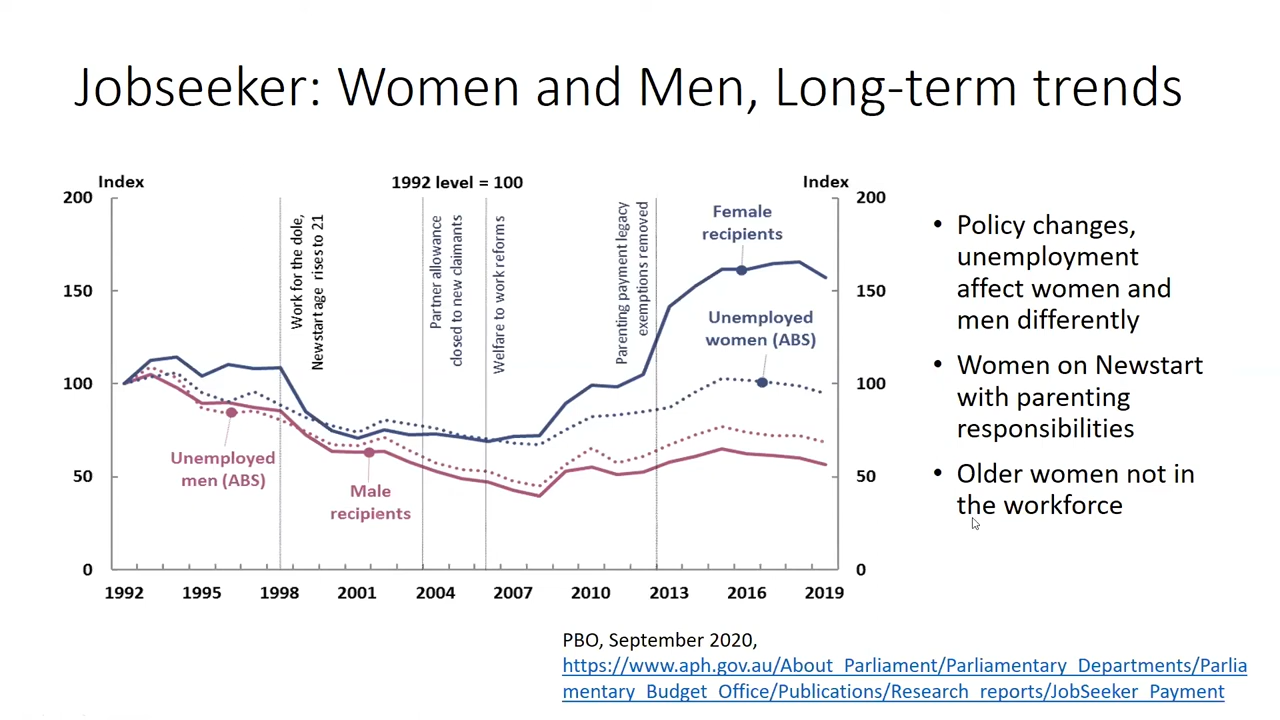 Jobseeker: Women and Men, Long-term trends
Index
1992 level = 100
Index
200
150
100
50
0
200
150
100
50
0
Work for the dole,
Newstart age rises to 21
Partner allowance
closed to new claimants
Welfare to work reforms
Parenting payment legacy
exemptions removed
Female
recipients
Unemployed
women (ABS)
Unemployed
men (ABS)
Male
recipients
1992 1995 1998 2001 2004 2007 2010 2013 2016 2019
• Policy changes,
unemployment
affect women and
men differently
• Women on Newstart
with parenting
responsibilities
• Older women not in
the workforce
PBO, September 2020,
https://www.aph.gov.au/About_Parliament/Parliamentary_Departments/Parlia
mentary_Budget_Office/Publications/Research_reports/JobSeeker_Payment